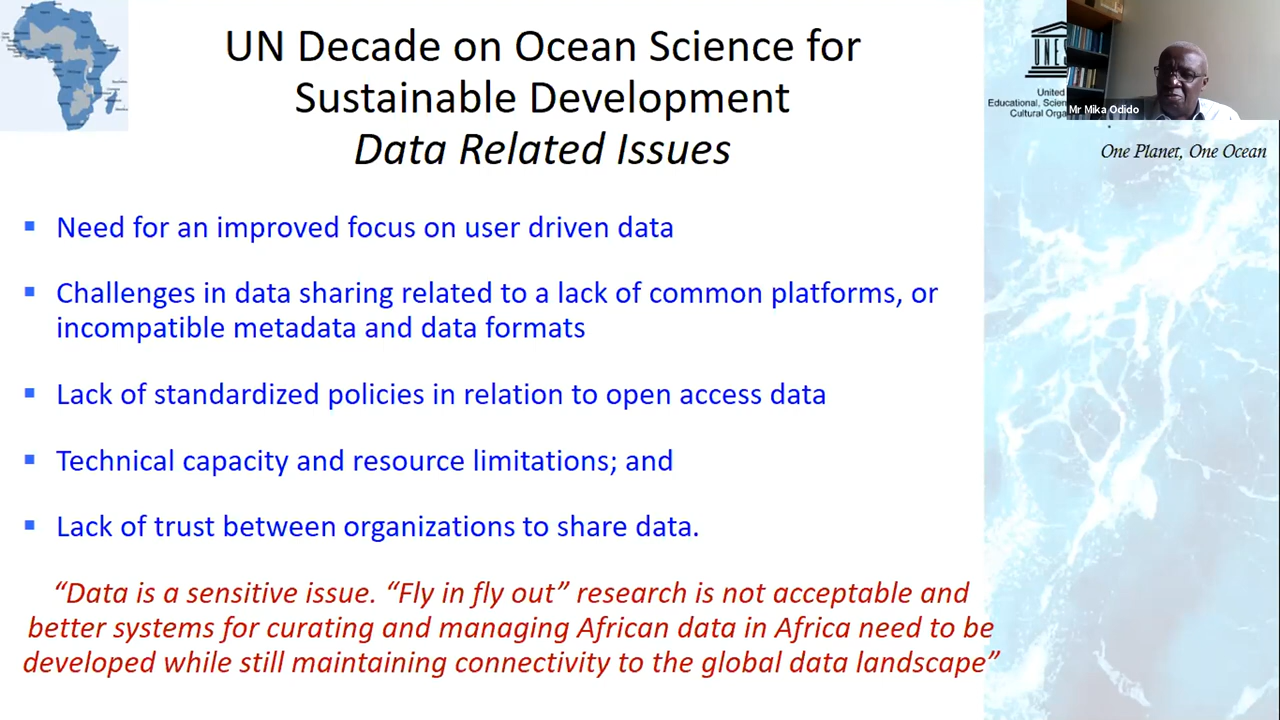 UN Decade on Ocean Science for
Sustainable Development
Data Related Issues
UNES
United
Educational, Scien
Cultural Orga
Mr Mika Odido
One Planet, One Ocean
▪ Need for an improved focus on user driven data
▪ Challenges in data sharing related to a lack of common platforms, or
incompatible metadata and data formats
▪ Lack of standardized policies in relation to open access data
▪ Technical capacity and resource limitations; and
▪ Lack of trust between organizations to share data.
“Data is a sensitive issue. “Fly in fly out” research is not acceptable and
better systems for curating and managing African data in Africa need to be
developed while still maintaining connectivity to the global data landscape”